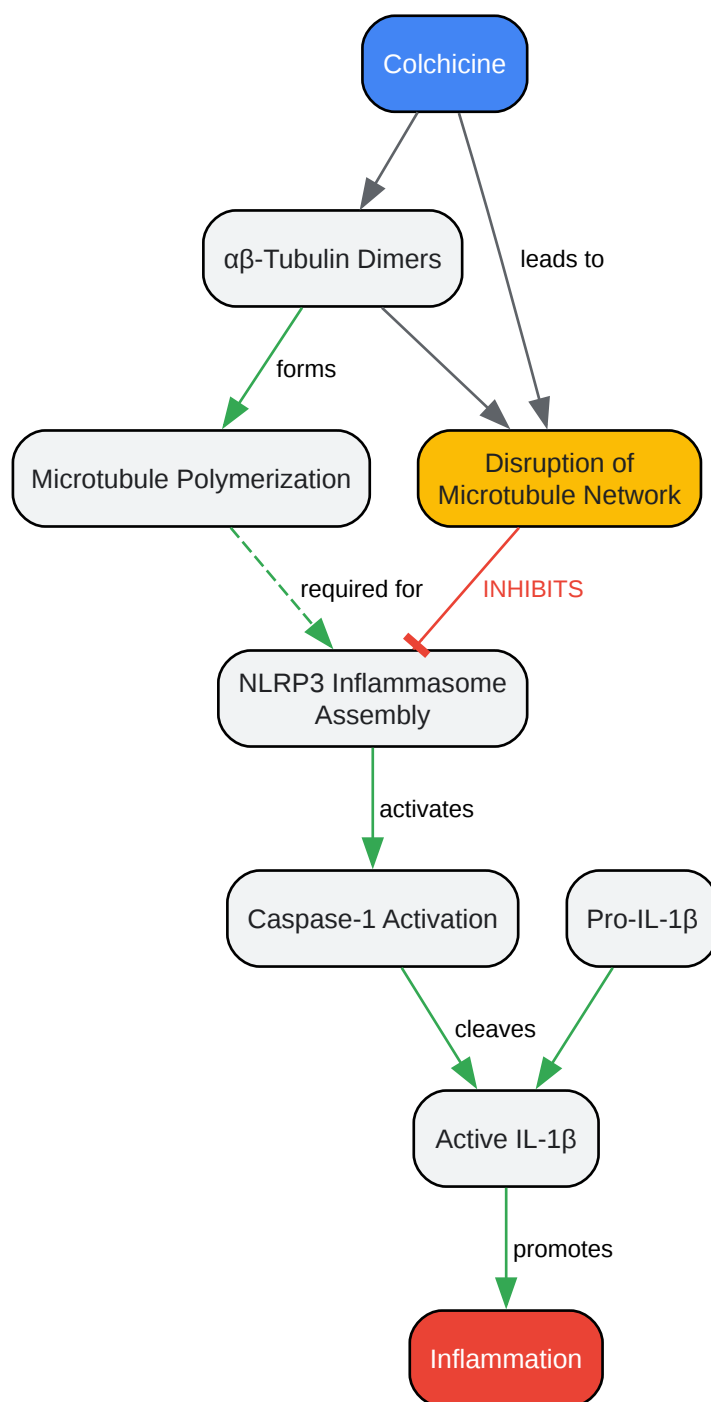 Colchicine
αβ-Tubulin Dimers
leads to
forms
Microtubule Polymerization
Disruption of
Microtubule Network
required for
INHIBITS
NLRP3 Inflammasome
Assembly
activates
Caspase-1 Activation
Pro-IL-1β
cleaves
Active IL-1β
promotes
Inflammation